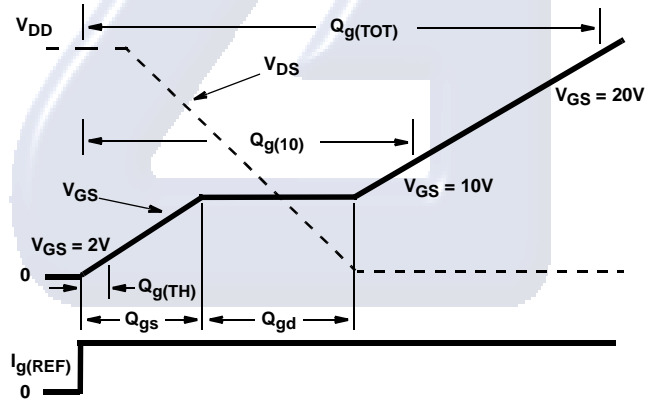 V_DD
Q_g(TOT)
V_DS
V_GS = 20V
Q_g(10)
V_GS
V_GS = 10V
V_GS = 2V
0
Q_g(TH)
Q_gs
Q_gd
I_g(REF)
0